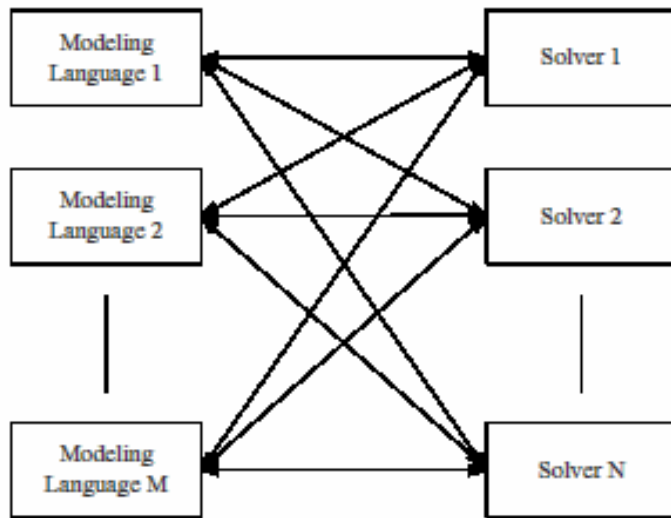 Modeling
Language 1
Solver 1
Modeling
Language 2
Solver 2
Modeling
Language M
Solver N